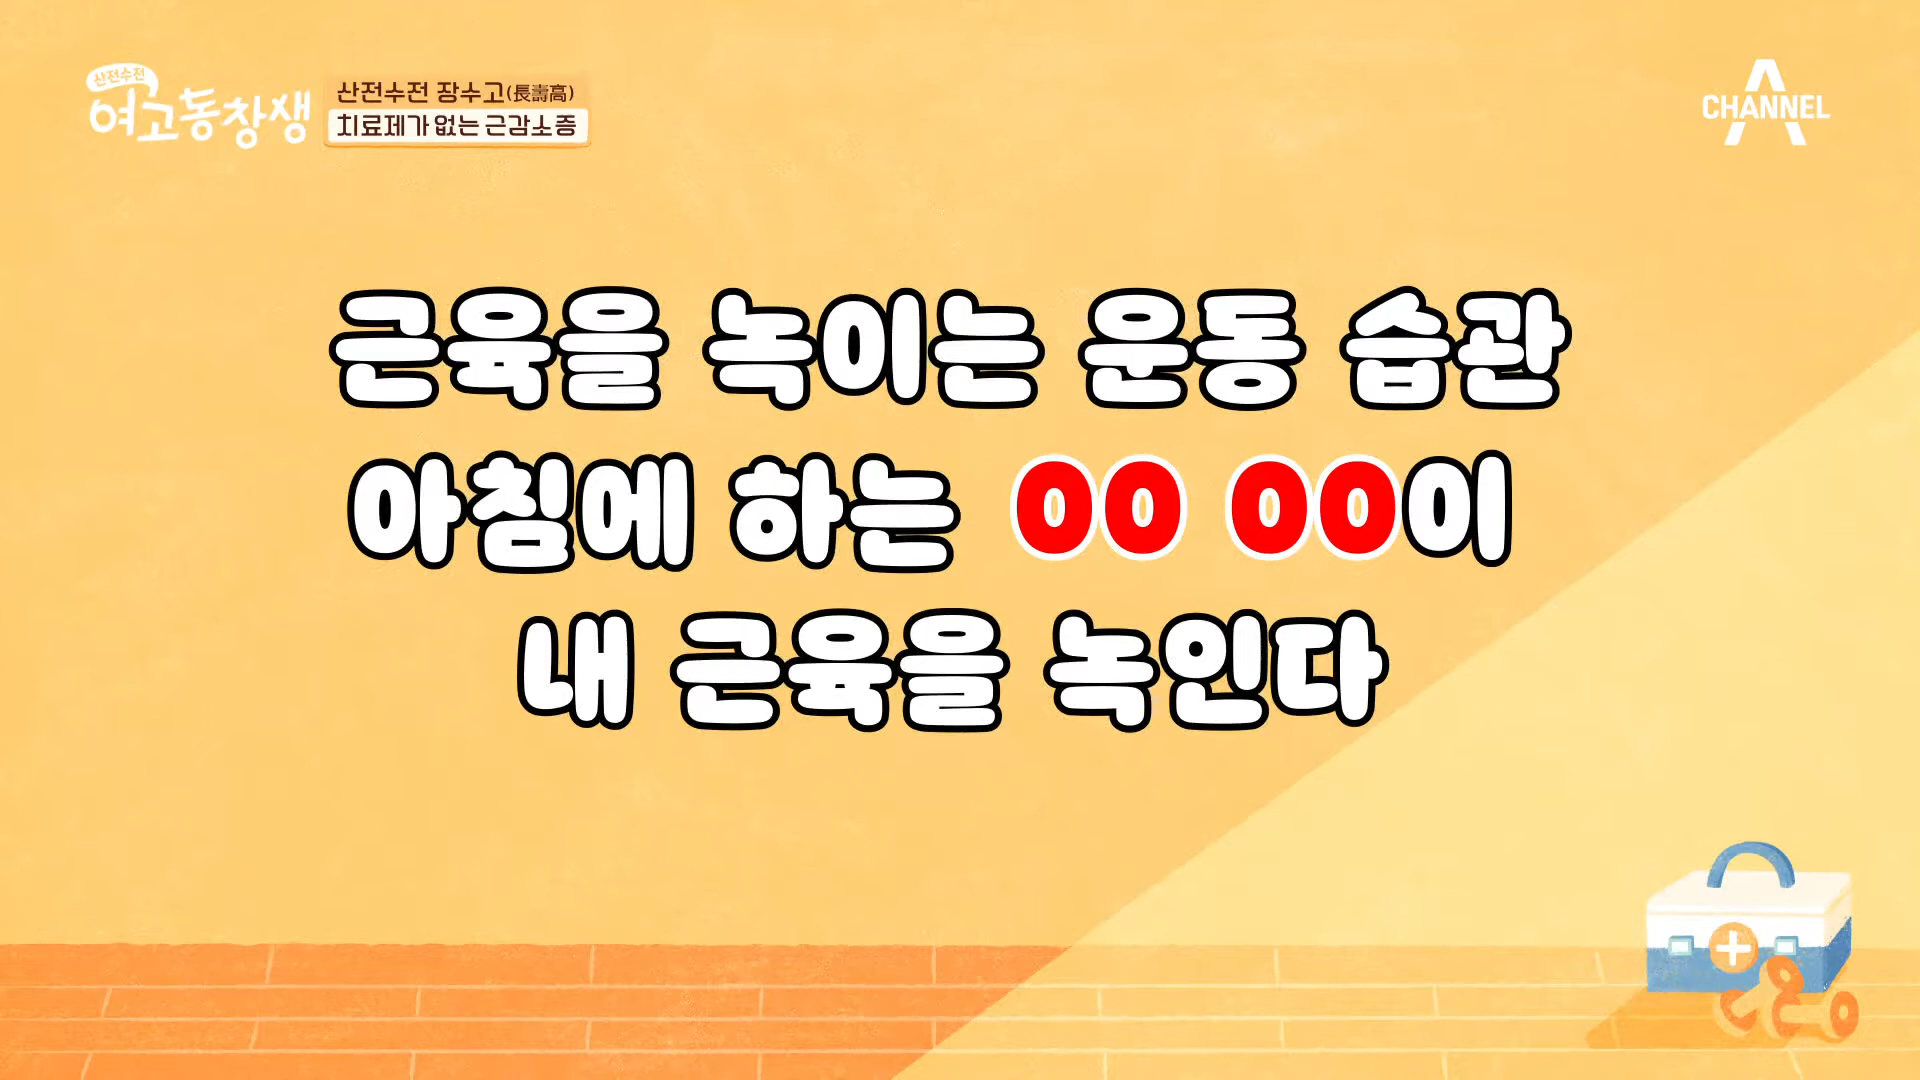 산전수전
여고동창생
산전수전 장수고(長壽高)
치료제가 없는 근감소증
CHANNEL A
근육을 녹이는 운동 습관
아침에 하는 OO OO이
내 근육을 녹인다